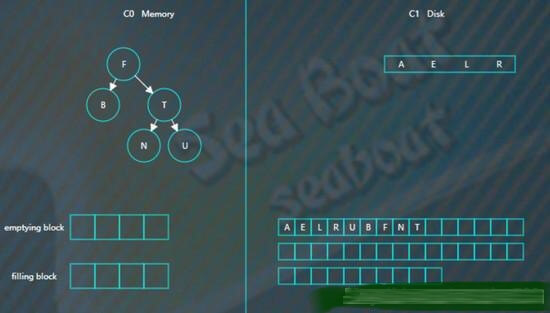 C0 Memory
C1 Disk
F
A E L R
B
T
N
U
emptying block
A E L R U B F N T
filling block
Sea Boat
seaboat